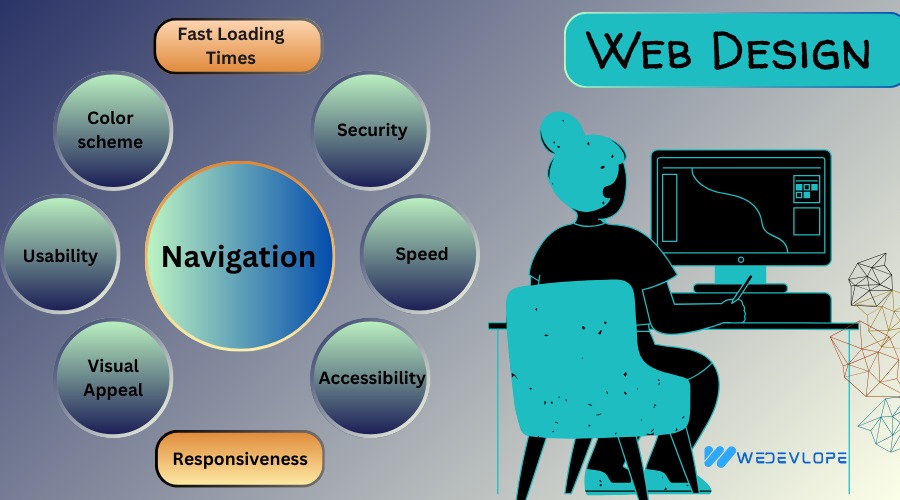 Fast Loading
Times
Web Design
Color
scheme
Security
Usability
Navigation
Speed
Visual
Appeal
Accessibility
Responsiveness
WEDEVLOPE